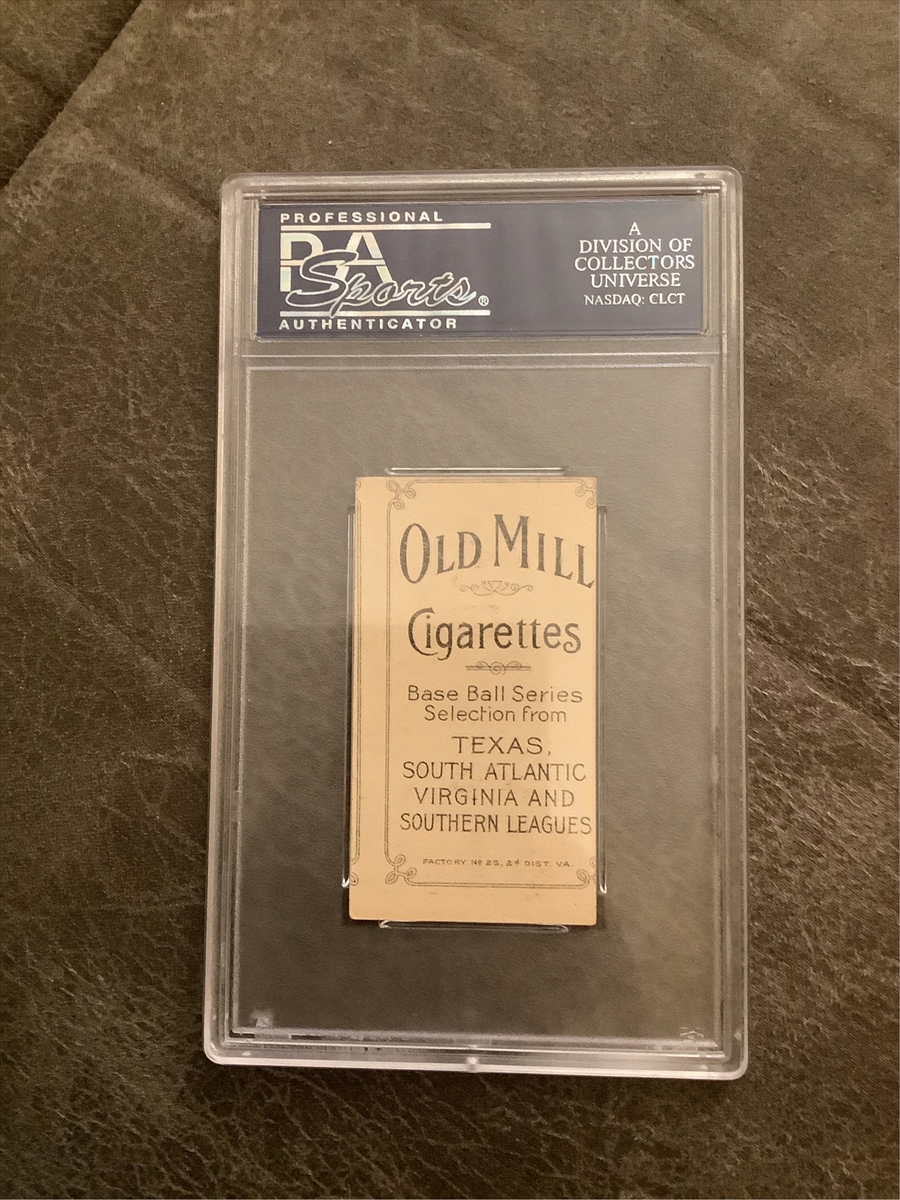 PROFESSIONAL
PSA
Sports®
AUTHENTICATOR
A
DIVISION OF
COLLECTORS
UNIVERSE
NASDAQ: CLCT
OLD MILL
Cigarettes
Base Ball Series
Selection from
TEXAS,
SOUTH ATLANTIC
VIRGINIA AND
SOUTHERN LEAGUES
FACTORY Nº 25, 2d DIST. VA.